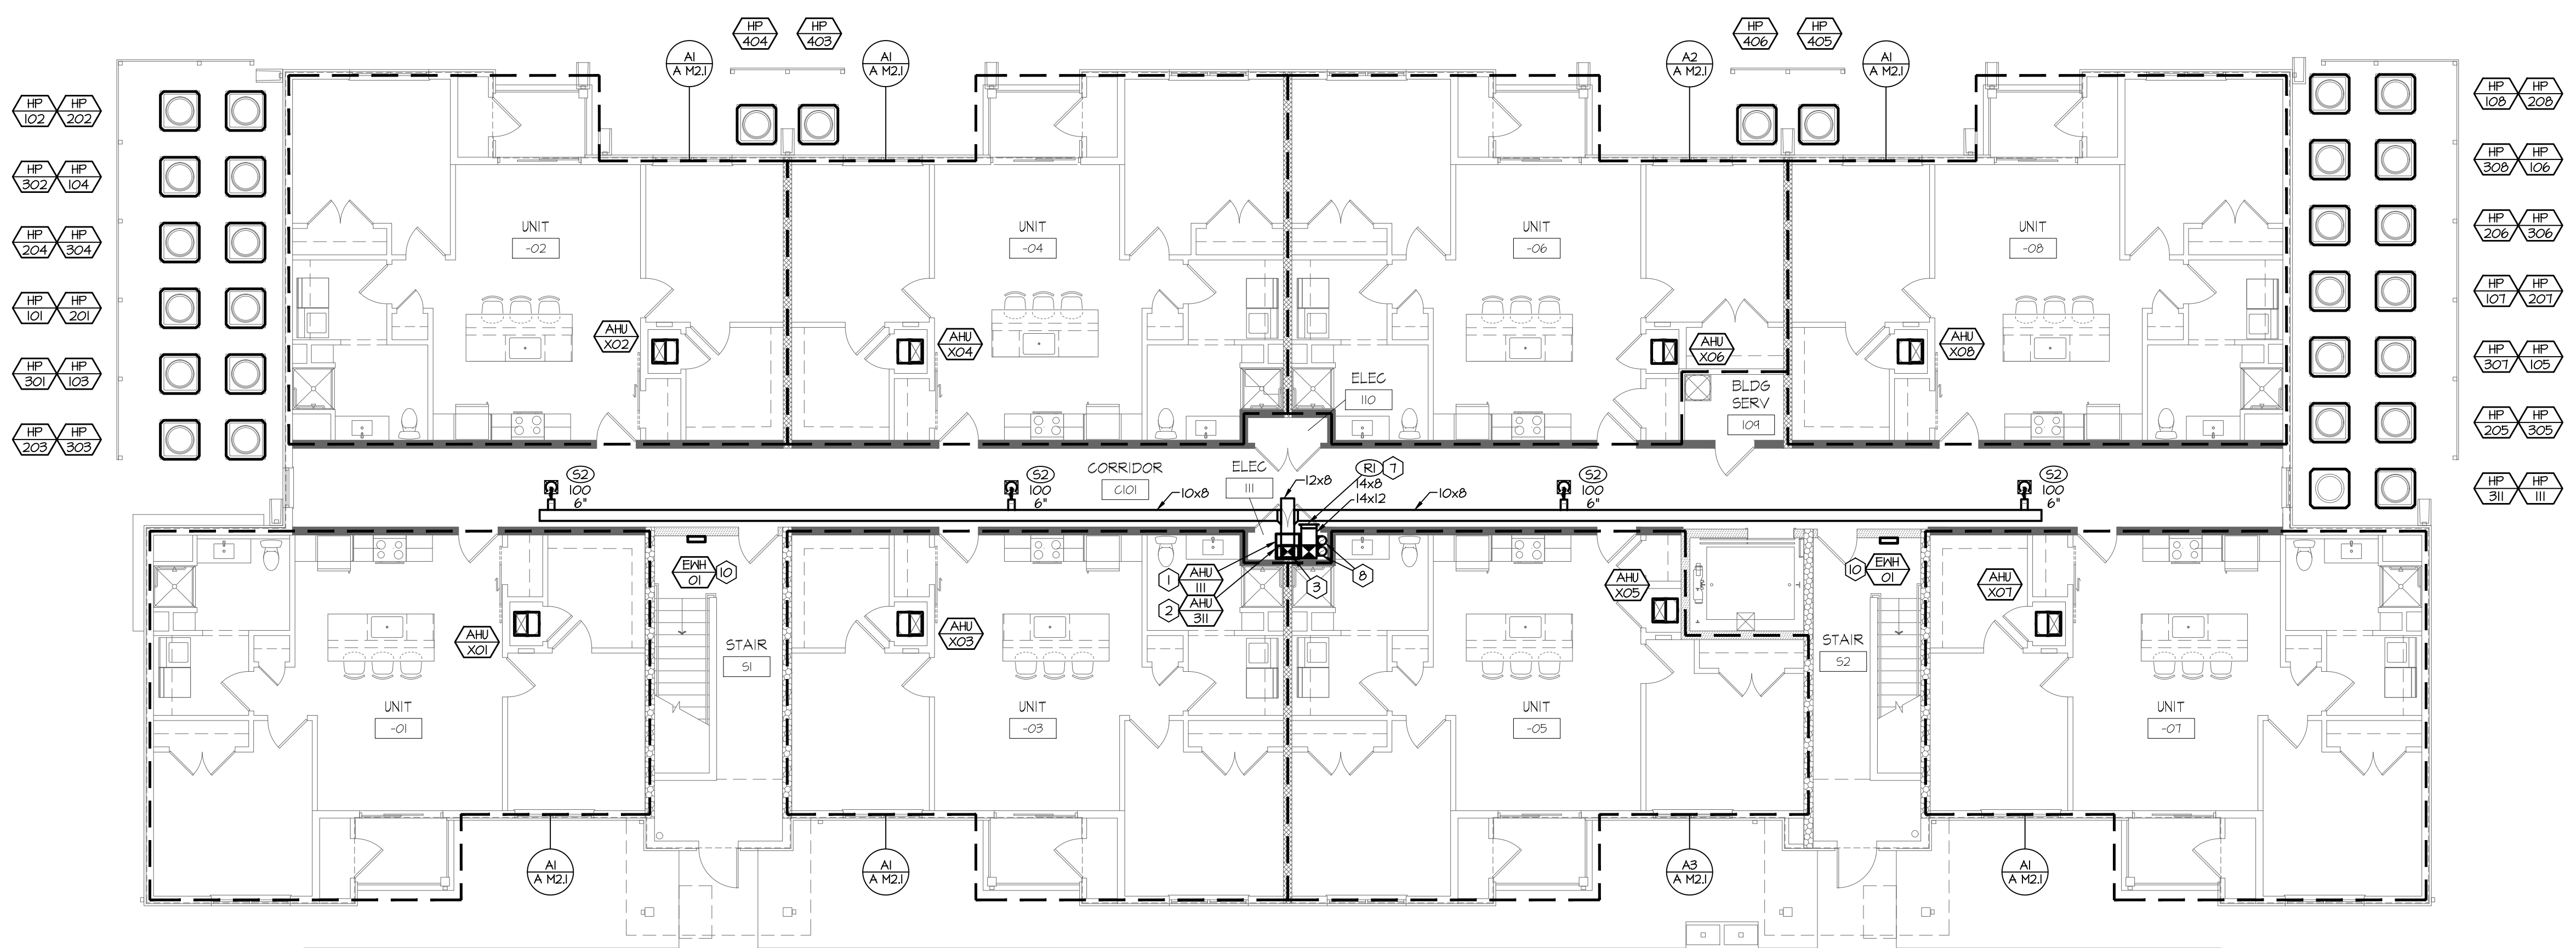 HP
404
HP
403
HP
406
HP
405
A1
A M2.1
A1
A M2.1
A2
A M2.1
A1
A M2.1
HP
102
HP
202
HP
302
HP
104
HP
204
HP
304
HP
101
HP
201
HP
301
HP
103
HP
203
HP
303
HP
108
HP
208
HP
308
HP
106
HP
206
HP
306
HP
107
HP
207
HP
307
HP
105
HP
205
HP
305
HP
311
HP
111
UNIT
-02
UNIT
-04
UNIT
-06
UNIT
-08
AHU
X02
AHU
X04
AHU
X06
AHU
X08
ELEC
110
BLDG
SERV
109
S2
100
6"
S2
100
6"
CORRIDOR
C101
10x8
ELEC
111
12x8
R1
7
14x8
14x12
10x8
S2
100
6"
S2
100
6"
EWH
01
10
1
AHU
111
2
AHU
311
3
8
10
EWH
01
AHU
X01
AHU
X03
AHU
X05
AHU
X07
STAIR
S1
STAIR
S2
UNIT
-01
UNIT
-03
UNIT
-05
UNIT
-07
A1
A M2.1
A1
A M2.1
A3
A M2.1
A1
A M2.1